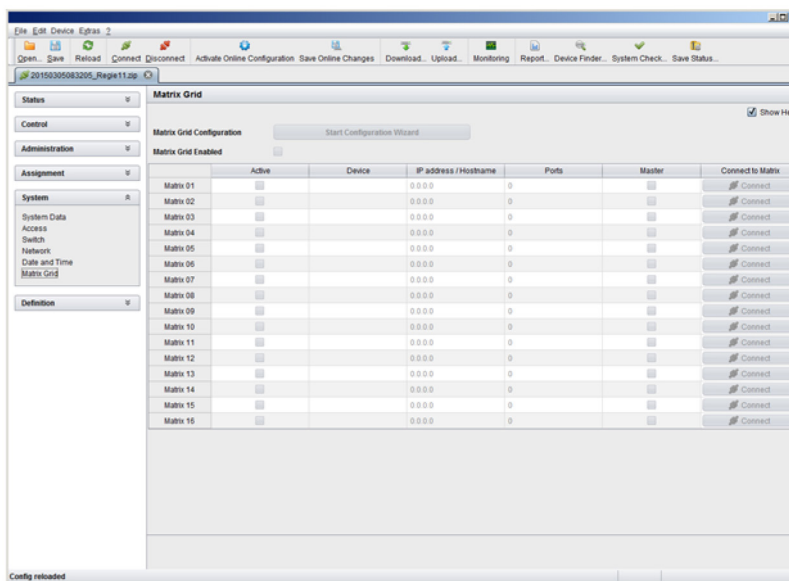 File Edit Device Extras ?
Open... Save Reload Connect Disconnect Activate Online Configuration Save Online Changes Download... Upload... Monitoring Report... Device Finder... System Check... Save Status...
20150305083205_Regie11.zip
Status
Control
Administration
Assignment
System
System Data
Access
Switch
Network
Date and Time
Matrix Grid
Definition
Matrix Grid
Show He
Matrix Grid Configuration Start Configuration Wizard
Matrix Grid Enabled
Active Device IP address / Hostname Ports Master Connect to Matrix
Matrix 01 0.0.0.0 0 Connect
Matrix 02 0.0.0.0 0 Connect
Matrix 03 0.0.0.0 0 Connect
Matrix 04 0.0.0.0 0 Connect
Matrix 05 0.0.0.0 0 Connect
Matrix 06 0.0.0.0 0 Connect
Matrix 07 0.0.0.0 0 Connect
Matrix 08 0.0.0.0 0 Connect
Matrix 09 0.0.0.0 0 Connect
Matrix 10 0.0.0.0 0 Connect
Matrix 11 0.0.0.0 0 Connect
Matrix 12 0.0.0.0 0 Connect
Matrix 13 0.0.0.0 0 Connect
Matrix 14 0.0.0.0 0 Connect
Matrix 15 0.0.0.0 0 Connect
Matrix 16 0.0.0.0 0 Connect
Config reloaded